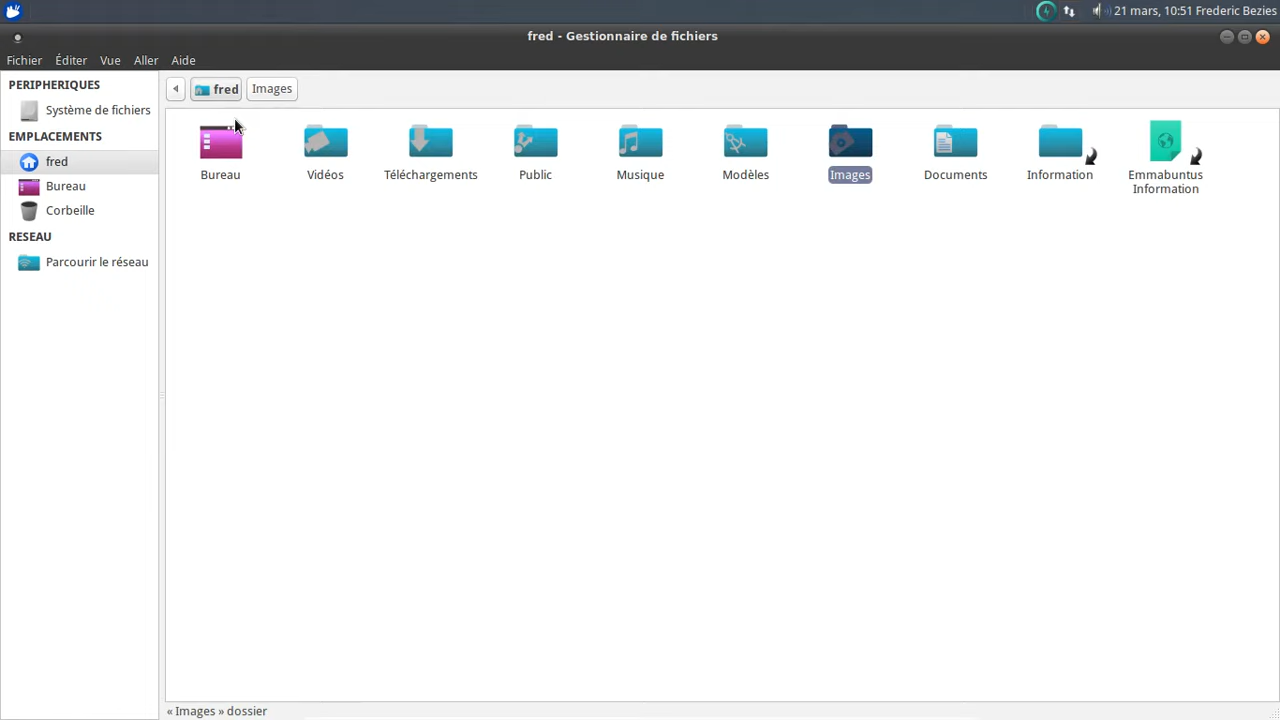 21 mars, 10:51 Frederic Bezies
fred - Gestionnaire de fichiers
Fichier Éditer Vue Aller Aide
PERIPHERIQUES
Système de fichiers
EMPLACEMENTS
fred
Bureau
Corbeille
RESEAU
Parcourir le réseau
fred Images
Bureau Vidéos Téléchargements Public Musique Modèles Images Documents Information Emmabuntus
Information
« Images » dossier